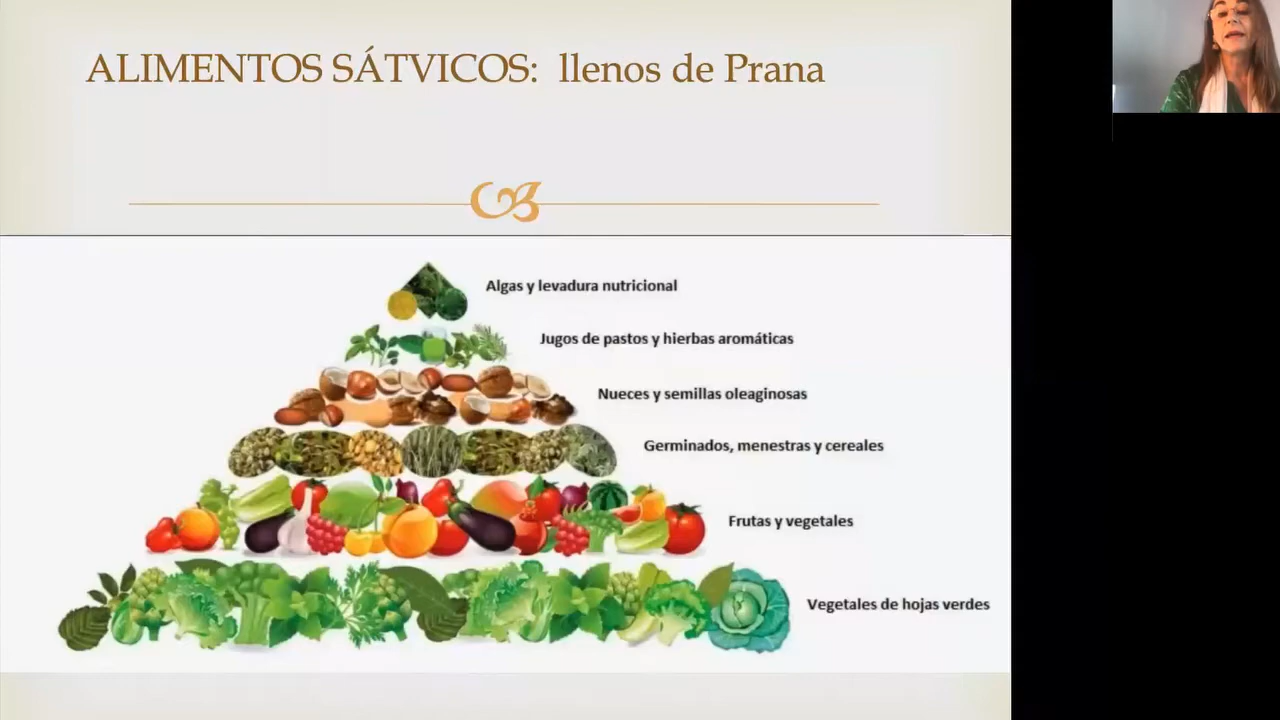 ALIMENTOS SÁTVICOS: llenos de Prana
Algas y levadura nutricional
Jugos de pastos y hierbas aromáticas
Nueces y semillas oleaginosas
Germinados, menestras y cereales
Frutas y vegetales
Vegetales de hojas verdes